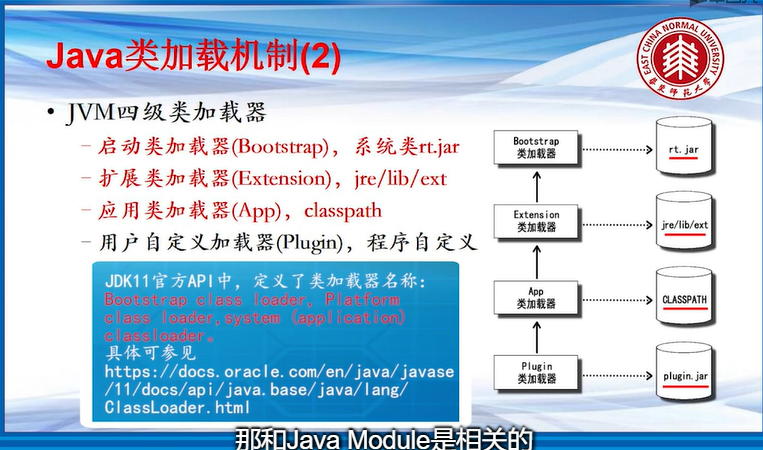 Java类加载机制(2)
EAST CHINA NORMAL UNIVERSITY
华东师范大学
• JVM四级类加载器
– 启动类加载器(Bootstrap)，系统类rt.jar
– 扩展类加载器(Extension)，jre/lib/ext
– 应用类加载器(App)，classpath
– 用户自定义加载器(Plugin)，程序自定义
JDK11官方API中，定义了类加载器名称：
Bootstrap class loader, Platform
class loader,system (application)
classloader。
具体可参见
https://docs.oracle.com/en/java/javase
/11/docs/api/java.base/java/lang/
ClassLoader.html
Bootstrap
类加载器
rt.jar
Extension
类加载器
jre/lib/ext
App
类加载器
CLASSPATH
Plugin
类加载器
plugin.jar
那和Java Module是相关的